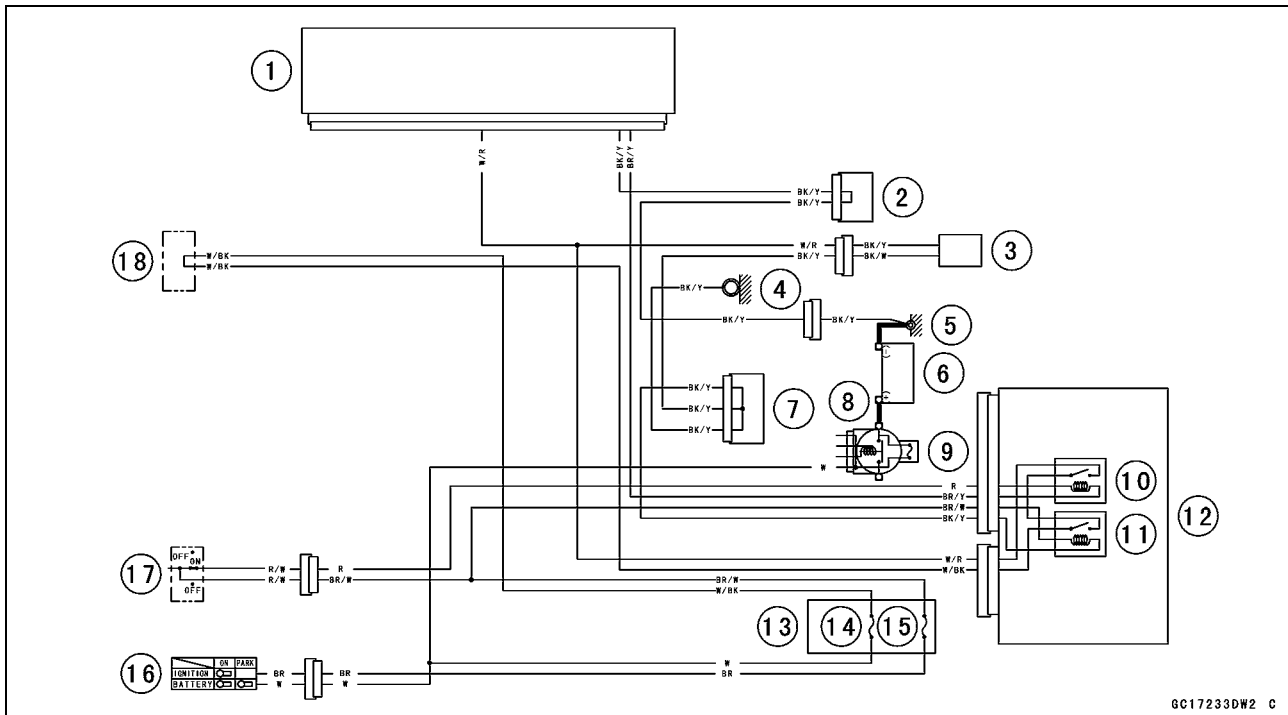 1
W/R
BK/Y
BR/Y
BK/Y
BK/Y
2
W/R
BK/Y
BK/Y
BK/W
3
18
W/BK
W/BK
BK/Y
4
BK/Y
BK/Y
5
(-)
6
(+)
BK/Y
BK/Y
BK/Y
7
8
9
W
R
BR/Y
BR/W
BK/Y
10
11
12
W/R
W/BK
17
OFF
ON
OFF
R/W
R/W
R
BR/W
BR/W
W/BK
13
14
15
16
ON PARK
IGNITION
BATTERY
BR
W
BR
W
W
BR
GC17233DW2 C